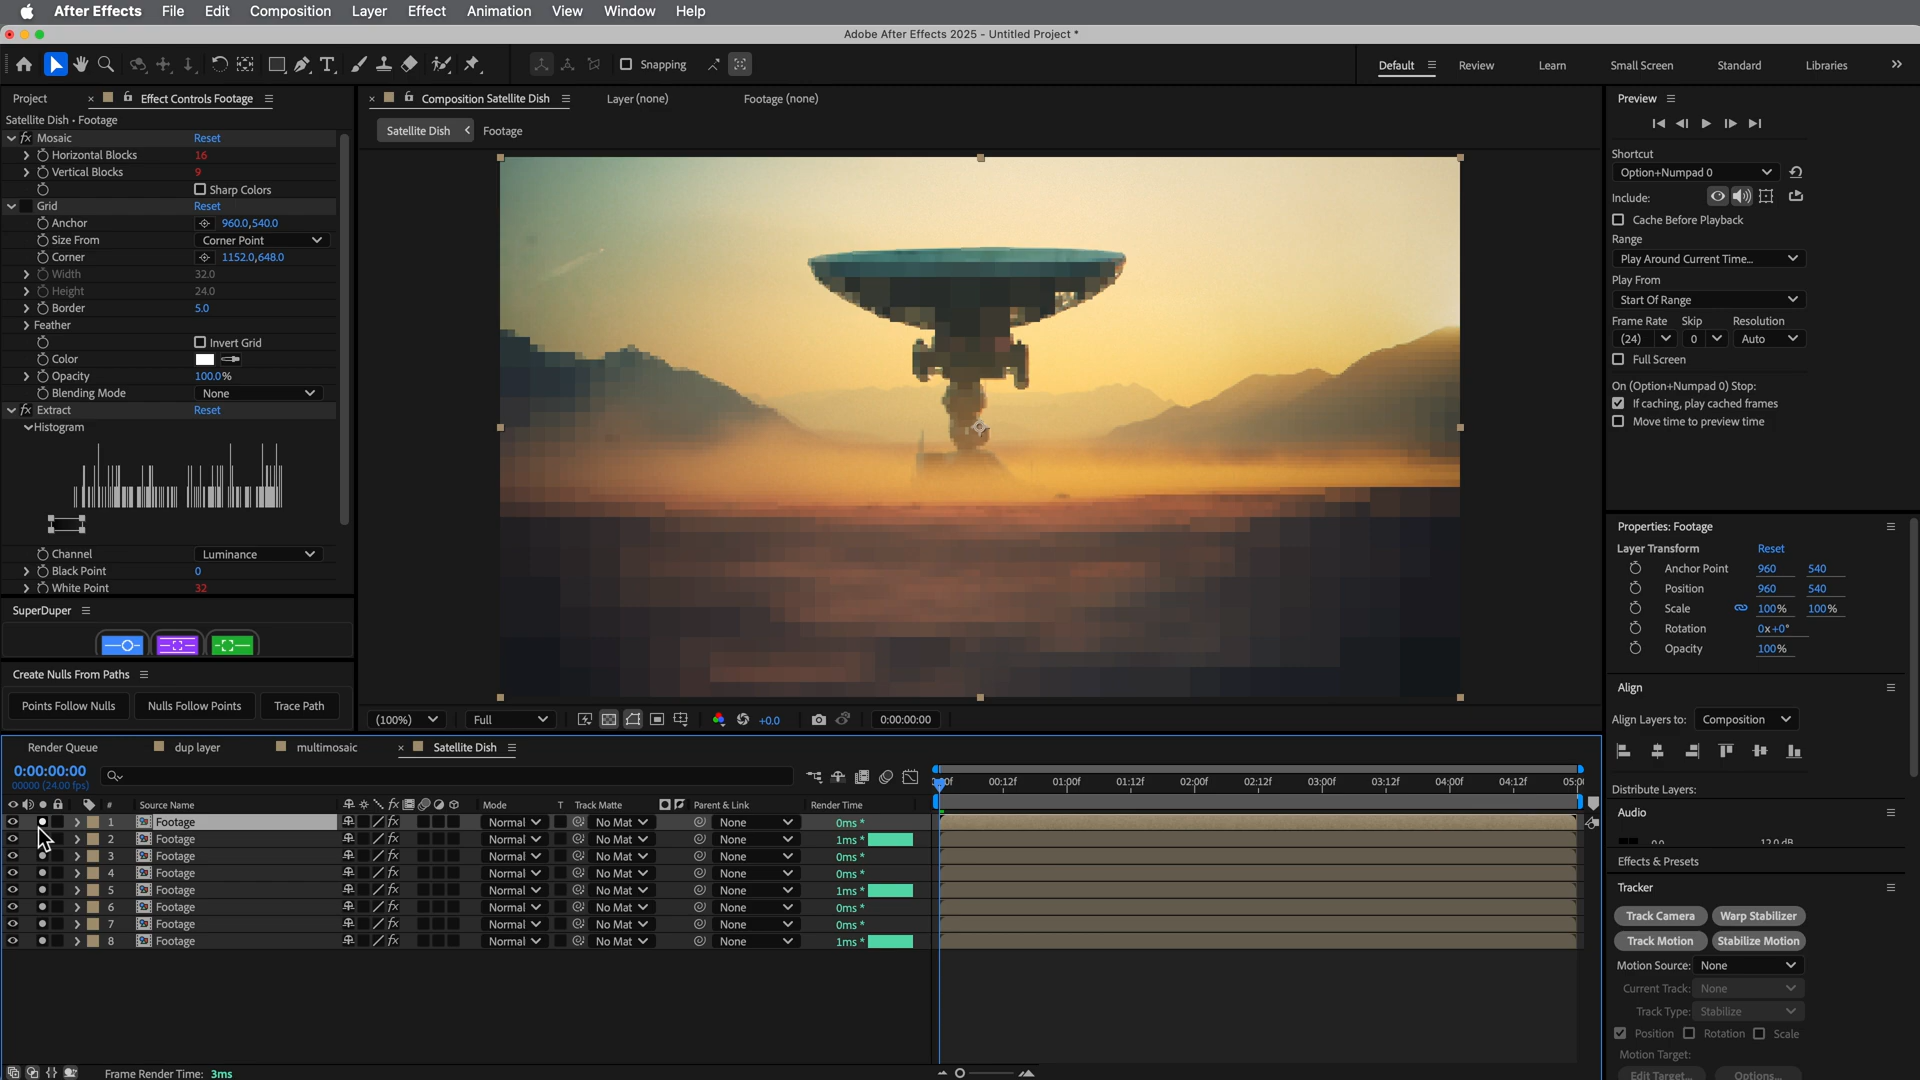 After Effects File Edit Composition Layer Effect Animation View Window Help
Adobe After Effects 2025 - Untitled Project *
Snapping
Default Review Learn Small Screen Standard Libraries
Project Effect Controls Footage
Satellite Dish • Footage
Mosaic Reset
Horizontal Blocks 16
Vertical Blocks 9
Sharp Colors
Grid Reset
Anchor 960.0,540.0
Size From Corner Point
Corner 1152.0,648.0
Width 32.0
Height 24.0
Border 5.0
Feather
Invert Grid
Color
Opacity 100.0%
Blending Mode None
Extract Reset
Histogram
Channel Luminance
Black Point 0
White Point 32
SuperDuper
Create Nulls From Paths
Points Follow Nulls Nulls Follow Points Trace Path
Composition Satellite Dish Layer (none) Footage (none)
Satellite Dish Footage
(100%) Full +0.0 0:00:00:00
Preview
Shortcut
Option+Numpad 0
Include:
Cache Before Playback
Range
Play Around Current Time...
Play From
Start Of Range
Frame Rate Skip Resolution
(24) 0 Auto
Full Screen
On (Option+Numpad 0) Stop:
If caching, play cached frames
Move time to preview time
Properties: Footage
Layer Transform Reset
Anchor Point 960 540
Position 960 540
Scale 100% 100%
Rotation 0x+0°
Opacity 100%
Align
Align Layers to: Composition
Distribute Layers:
Audio
0.0 12.0 dB
Effects & Presets
Tracker
Track Camera Warp Stabilizer
Track Motion Stabilize Motion
Motion Source: None
Current Track: None
Track Type: Stabilize
Position Rotation Scale
Motion Target:
Edit Target... Options...
Render Queue dup layer multimosaic Satellite Dish
0:00:00:00
00000 (24.00 fps)
# Source Name Mode T Track Matte Parent & Link Render Time
00:12f 01:00f 01:12f 02:00f 02:12f 03:00f 03:12f 04:00f 04:12f
1 Footage Normal No Mat None 0ms *
2 Footage Normal No Mat None 1ms *
3 Footage Normal No Mat None 0ms *
4 Footage Normal No Mat None 0ms *
5 Footage Normal No Mat None 1ms *
6 Footage Normal No Mat None 0ms *
7 Footage Normal No Mat None 0ms *
8 Footage Normal No Mat None 1ms *
Frame Render Time: 3ms